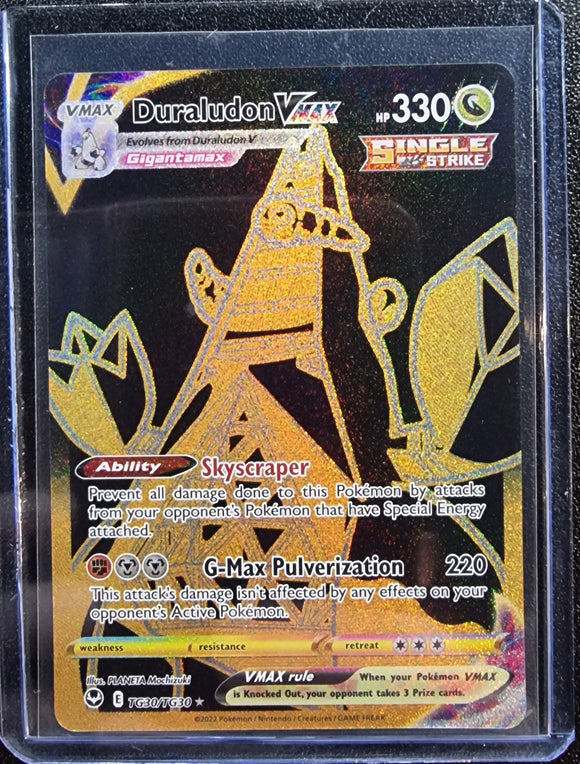 VMAX Duraludon VMAX HP 330
Evolves from Duraludon V
Gigantamax
SINGLE
STRIKE
Ability Skyscraper
Prevent all damage done to this Pokémon by attacks
from your opponent's Pokémon that have Special Energy
attached.
G-Max Pulverization 220
This attack's damage isn't affected by any effects on your
opponent's Active Pokémon.
weakness resistance retreat
Illus. PLANETA Mochizuki
E TG30/TG30
VMAX rule When your Pokémon VMAX
is Knocked Out, your opponent takes 3 Prize cards.
©2022 Pokémon / Nintendo / Creatures / GAME FREAK